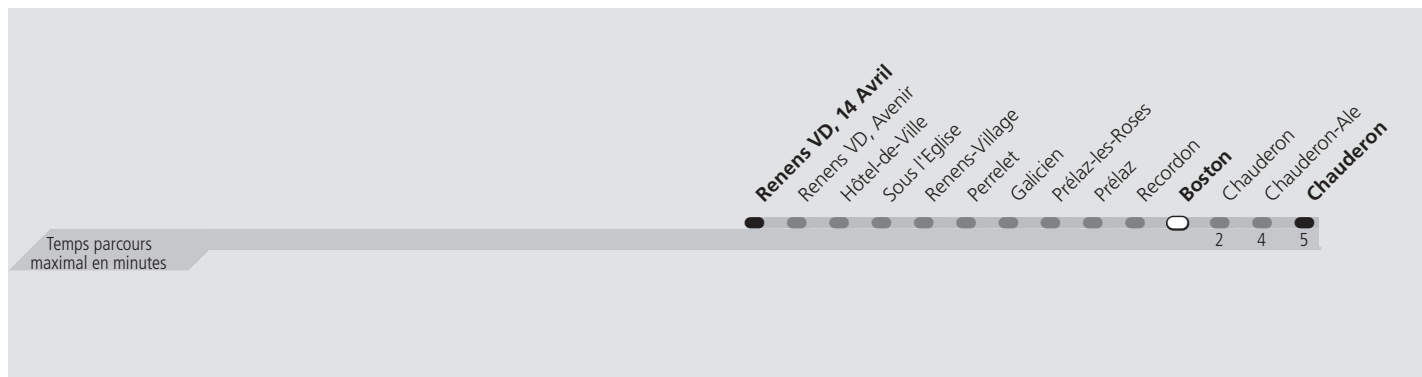 Renens VD, 14 Avril
Renens VD, Avenir
Hôtel-de-Ville
Sous l'Eglise
Renens-Village
Perrelet
Galicien
Prélaz-les-Roses
Prélaz
Recordon
Boston
Chauderon
Chauderon-Ale
Chauderon
Temps parcours
maximal en minutes
2 4 5